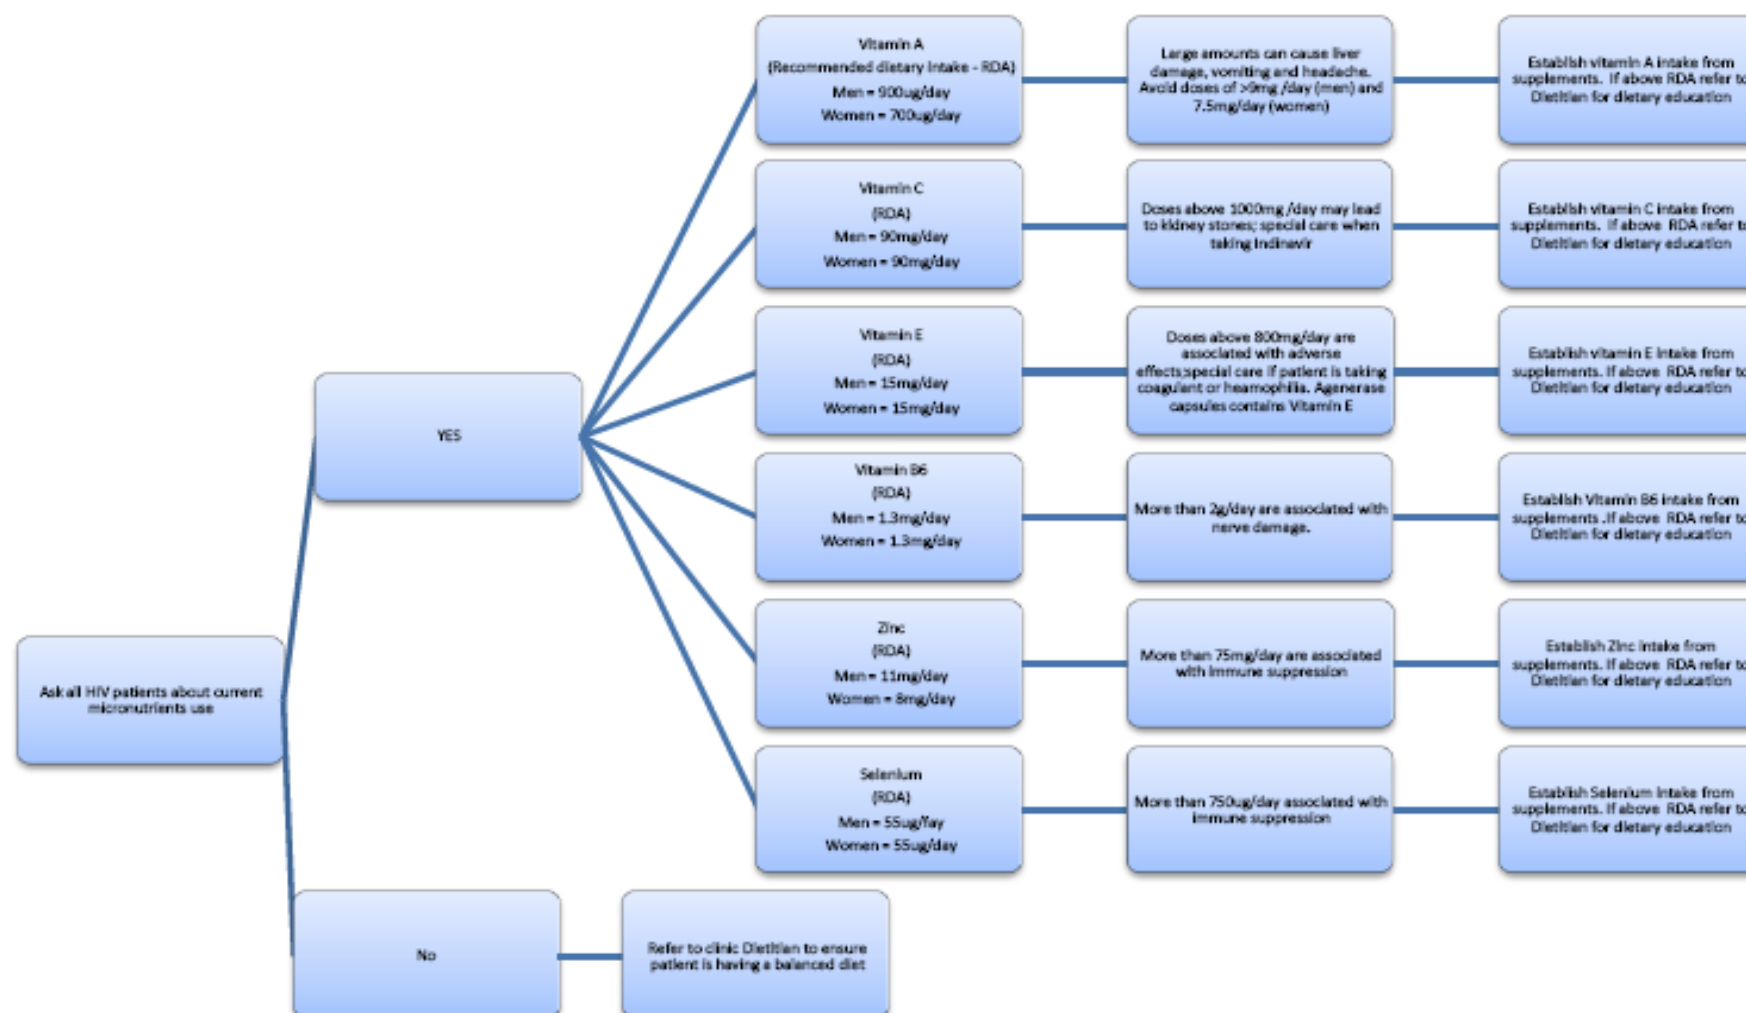 Vitamin A
(Recommended dietary intake - RDA)
Men = 900ug/day
Women = 700ug/day
Large amounts can cause liver
damage, vomiting and headache.
Avoid doses of >9mg /day (men) and
7.5mg/day (women)
Establish vitamin A intake from
supplements. If above RDA refer to
Dietitian for dietary education
Vitamin C
(RDA)
Men = 90mg/day
Women = 90mg/day
Doses above 1000mg /day may lead
to kidney stones; special care when
taking Indinavir
Establish vitamin C intake from
supplements. If above RDA refer to
Dietitian for dietary education
Vitamin E
(RDA)
Men = 15mg/day
Women = 15mg/day
Doses above 800mg/day are
associated with adverse
effects;special care if patient is taking
coagulant or heamophilia. Agenerase
capsules contains Vitamin E
Establish vitamin E intake from
supplements. If above RDA refer to
Dietitian for dietary education
YES
Vitamin B6
(RDA)
Men = 1.3mg/day
Women = 1.3mg/day
More than 2g/day are associated with
nerve damage.
Establish Vitamin B6 intake from
supplements .If above RDA refer to
Dietitian for dietary education
Zinc
(RDA)
Men = 11mg/day
Women = 8mg/day
More than 75mg/day are associated
with immune suppression
Establish Zinc intake from
supplements. If above RDA refer to
Dietitian for dietary education
Ask all HIV patients about current
micronutrients use
Selenium
(RDA)
Men = 55ug/fay
Women = 55ug/day
More than 750ug/day associated with
immune suppression
Establish Selenium intake from
supplements. If above RDA refer to
Dietitian for dietary education
No
Refer to clinic Dietitian to ensure
patient is having a balanced diet